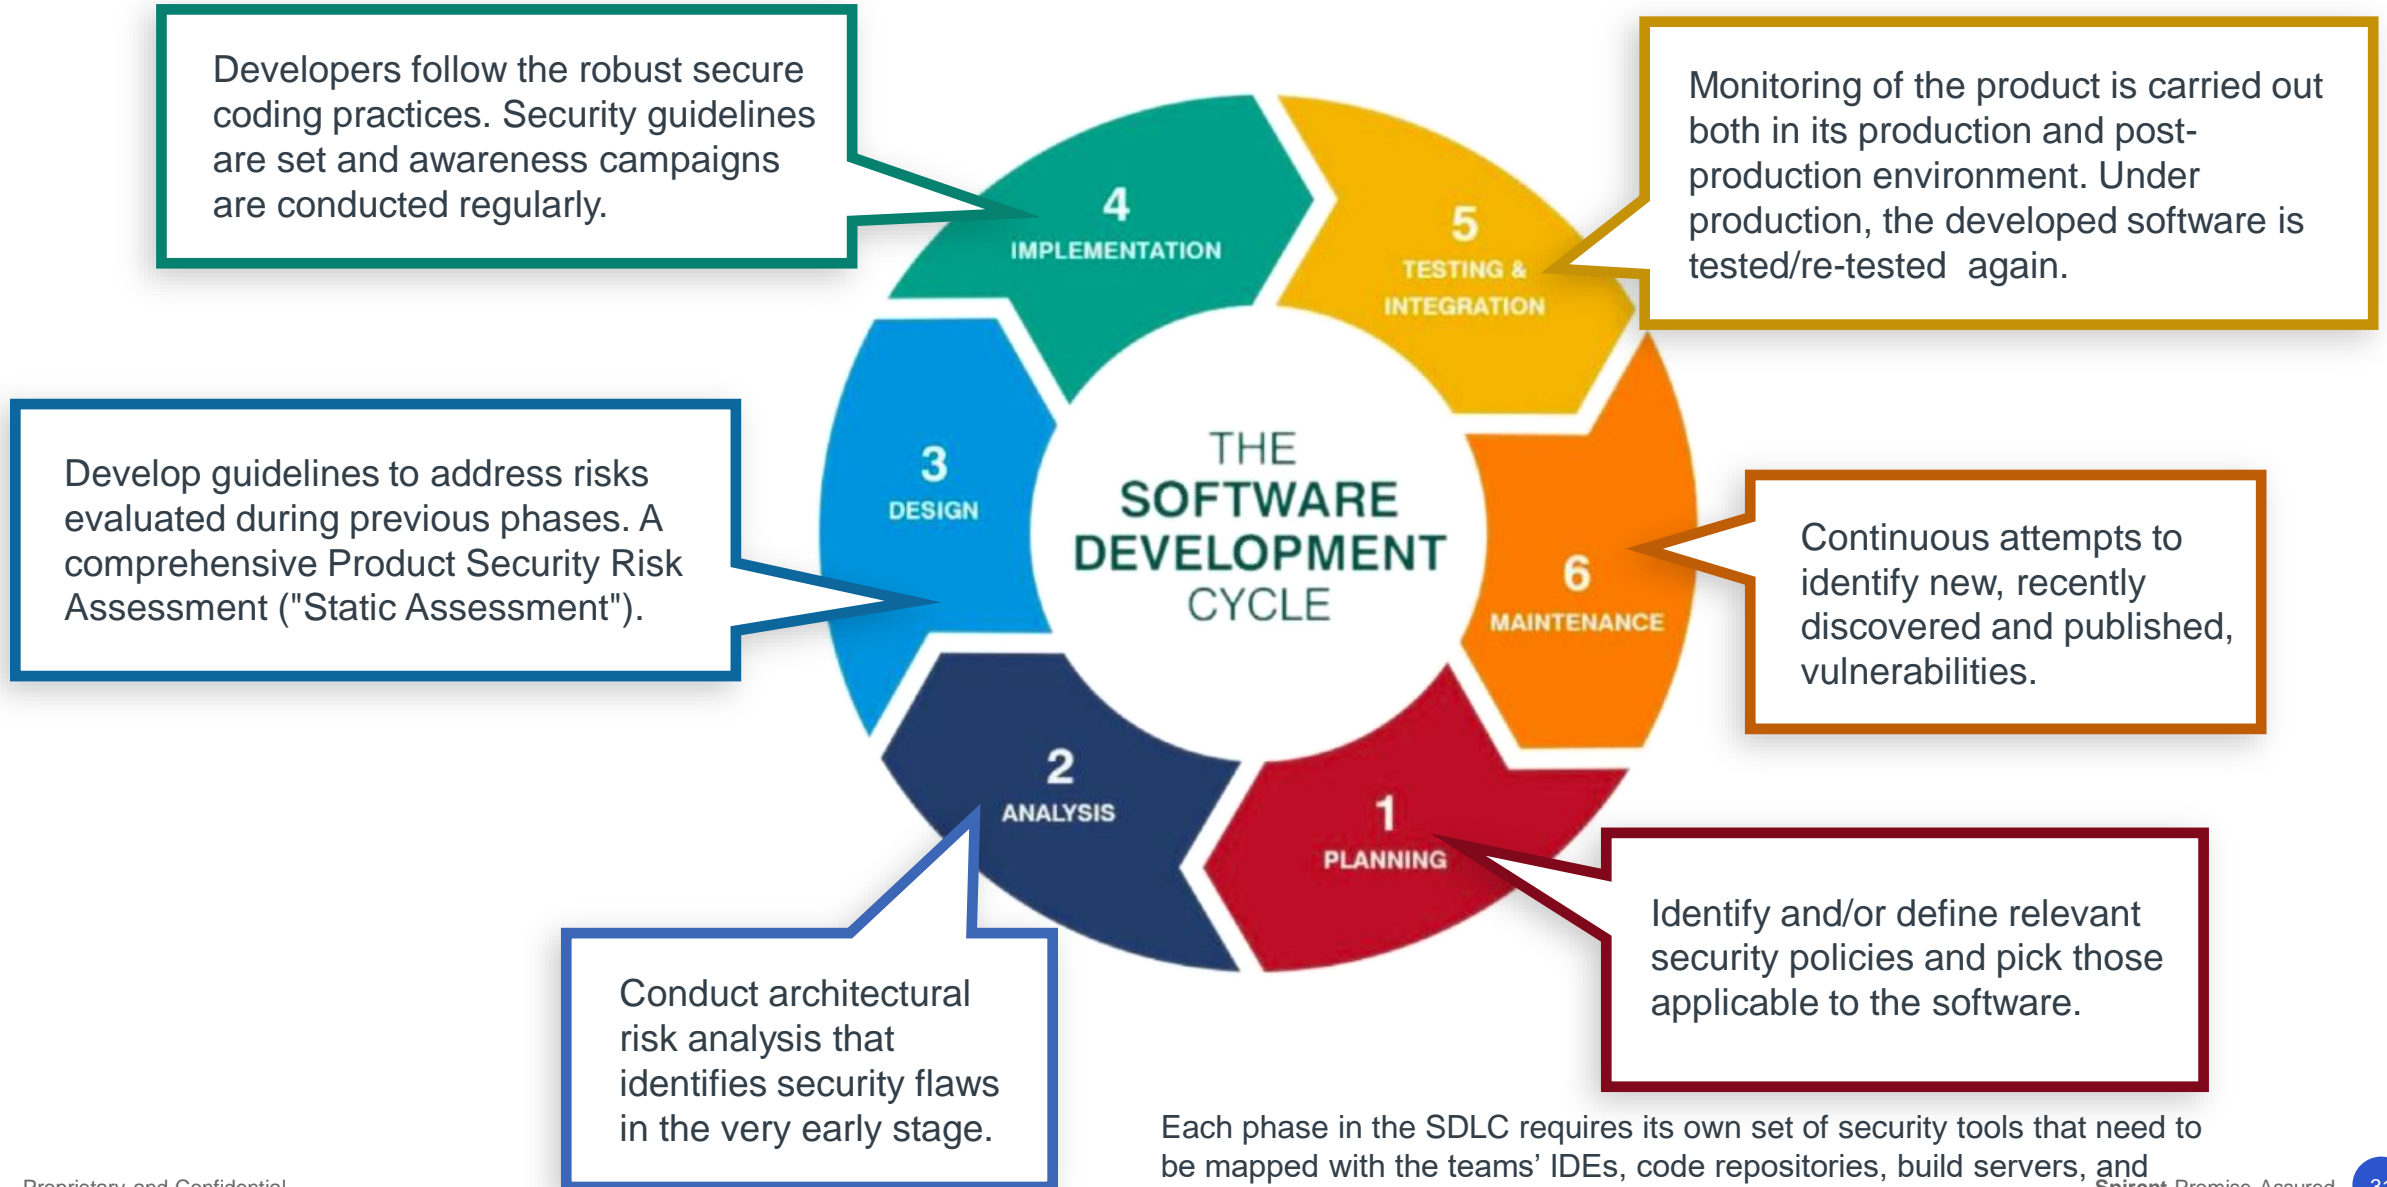 Developers follow the robust secure
coding practices. Security guidelines
are set and awareness campaigns
are conducted regularly.
Monitoring of the product is carried out
both in its production and post-
production environment. Under
production, the developed software is
tested/re-tested  again.
4
IMPLEMENTATION
5
TESTING &
INTEGRATION
Develop guidelines to address risks
evaluated during previous phases. A
comprehensive Product Security Risk
Assessment ("Static Assessment").
3
DESIGN
THE
SOFTWARE
DEVELOPMENT
CYCLE
6
MAINTENANCE
Continuous attempts to
identify new, recently
discovered and published,
vulnerabilities.
2
ANALYSIS
1
PLANNING
Conduct architectural
risk analysis that
identifies security flaws
in the very early stage.
Identify and/or define relevant
security policies and pick those
applicable to the software.
Each phase in the SDLC requires its own set of security tools that need to
be mapped with the teams’ IDEs, code repositories, build servers, and
Proprietary and Confidential
Spirent Promise Assured
31